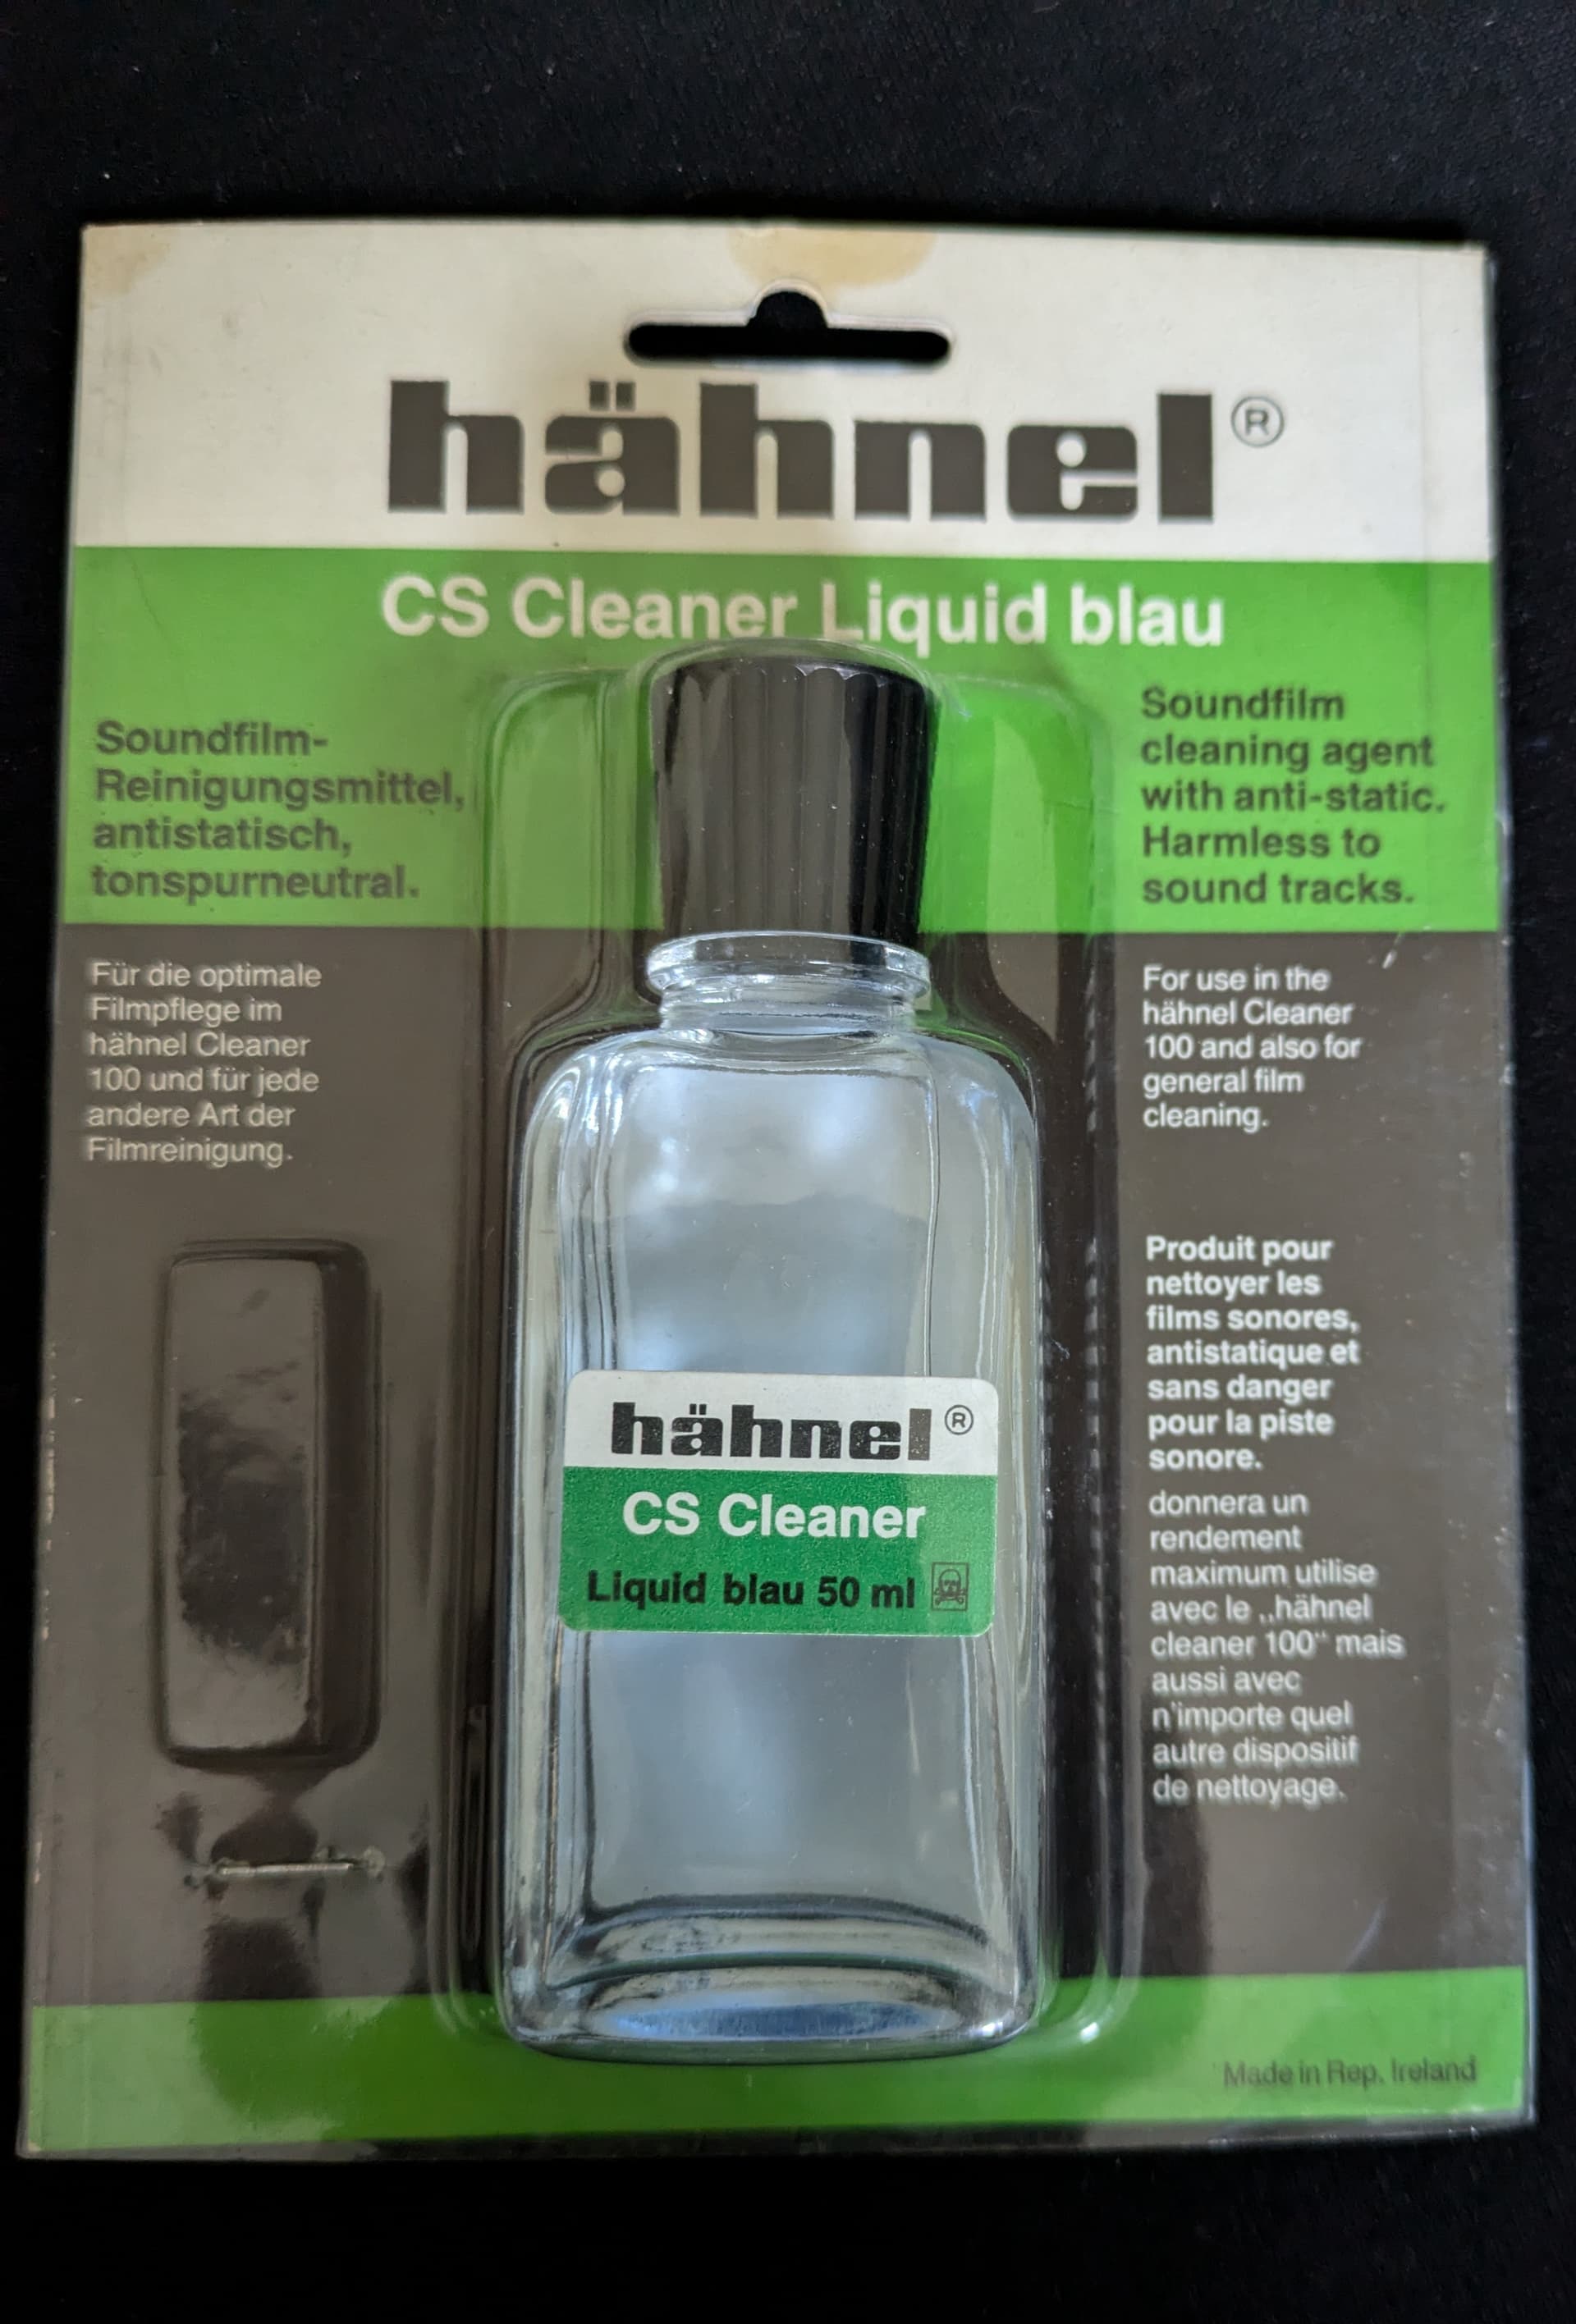 hähnel®
CS Cleaner Liquid blau
Soundfilm-
Reinigungsmittel,
antistatisch,
tonspurneutral.
Für die optimale
Filmpflege im
hähnel Cleaner
100 und für jede
andere Art der
Filmreinigung.
Soundfilm
cleaning agent
with anti-static.
Harmless to
sound tracks.
For use in the
hähnel Cleaner
100 and also for
general film
cleaning.
Produit pour
nettoyer les
films sonores,
antistatique et
sans danger
pour la piste
sonore.
donnera un
rendement
maximum utilise
avec le „hähnel
cleaner 100“ mais
aussi avec
n'importe quel
autre dispositif
de nettoyage.
hähnel®
CS Cleaner
Liquid blau 50 ml
Made in Rep. Ireland